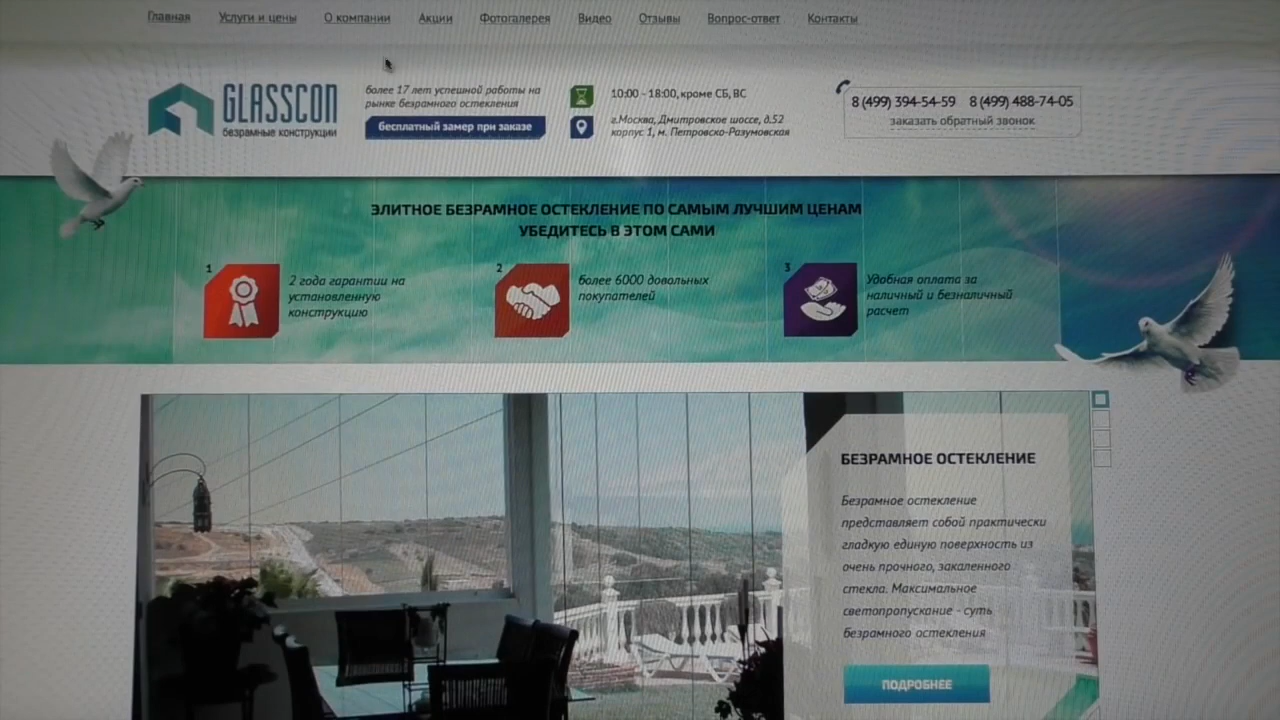 Главная Услуги и цены О компании Акции Фотогалерея Видео Отзывы Вопрос-ответ Контакты
GLASSCON
безрамные конструкции
более 17 лет успешной работы на
рынке безрамного остекления
бесплатный замер при заказе
10:00 - 18:00, кроме СБ, ВС
г.Москва, Дмитровское шоссе, д.52
корпус 1, м. Петровско-Разумовская
8 (499) 394-54-59 8 (499) 488-74-05
заказать обратный звонок
ЭЛИТНОЕ БЕЗРАМНОЕ ОСТЕКЛЕНИЕ ПО САМЫМ ЛУЧШИМ ЦЕНАМ
УБЕДИТЕСЬ В ЭТОМ САМИ
1
2 года гарантии на
установленную
конструкцию
2
более 6000 довольных
покупателей
3
Удобная оплата за
наличный и безналичный
расчет
БЕЗРАМНОЕ ОСТЕКЛЕНИЕ
Безрамное остекление
представляет собой практически
гладкую единую поверхность из
очень прочного, закаленного
стекла. Максимальное
светопропускание - суть
безрамного остекления
ПОДРОБНЕЕ